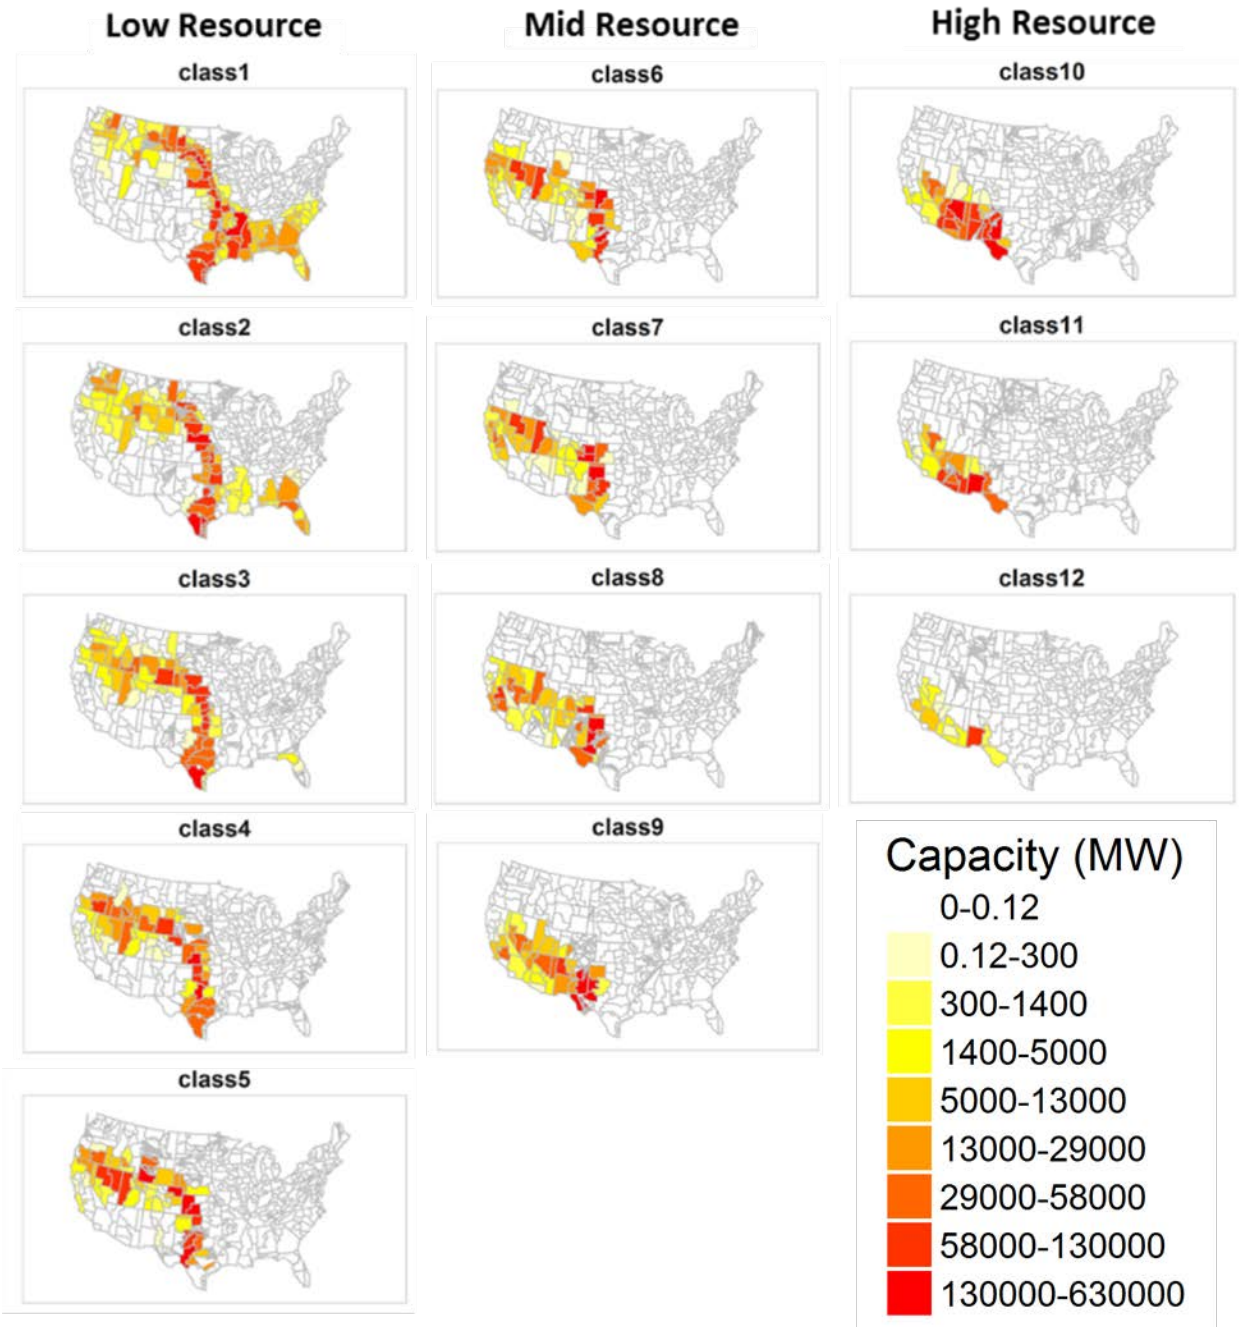 Low Resource
Mid Resource
High Resource
class1
class6
class10
class2
class7
class11
class3
class8
class12
class4
class9
class5
Capacity (MW)
0-0.12
0.12-300
300-1400
1400-5000
5000-13000
13000-29000
29000-58000
58000-130000
130000-630000